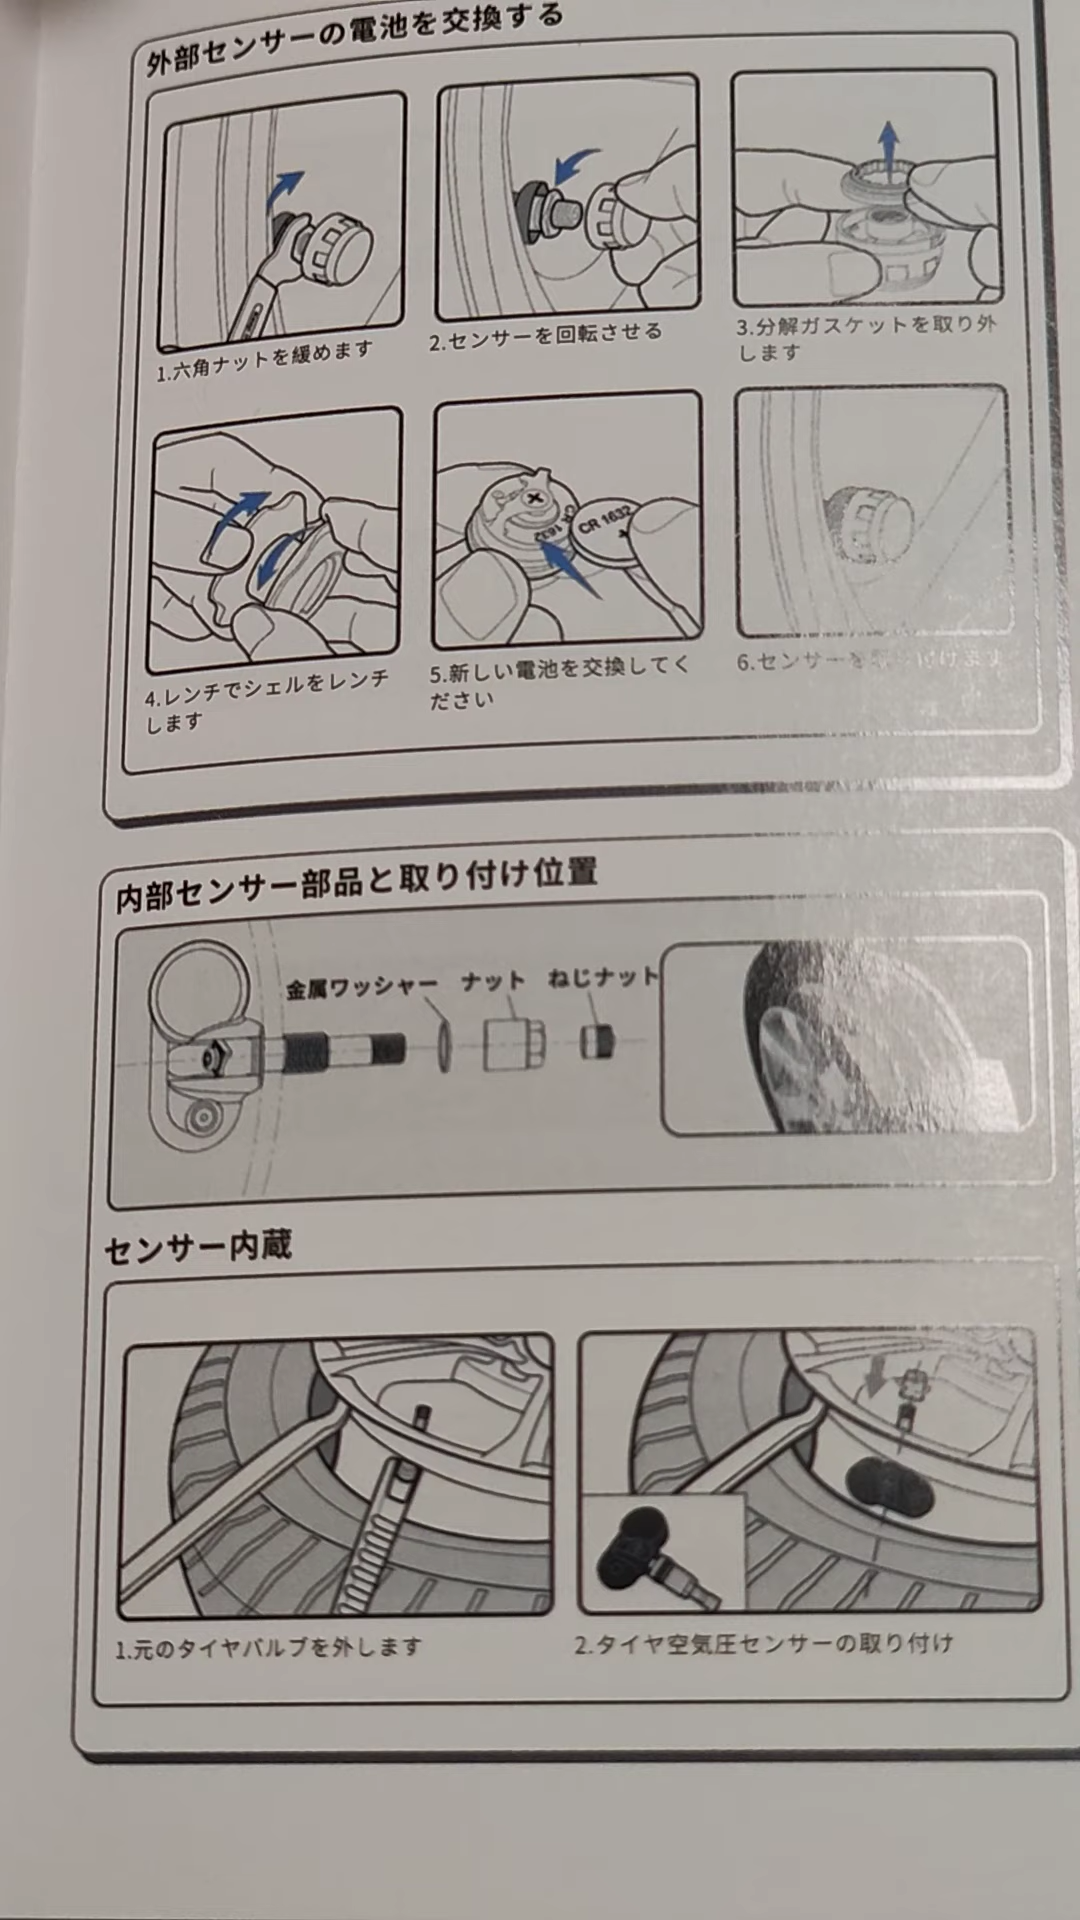 外部センサーの電池を交換する
1.六角ナットを緩めます
2.センサーを回転させる
3.分解ガスケットを取り外
します
CR 1632
CR 1632
+
4.レンチでシェルをレンチ
します
5.新しい電池を交換してく
ださい
6.センサーを取り付けます
内部センサー部品と取り付け位置
金属ワッシャー
ナット
ねじナット
センサー内蔵
1.元のタイヤバルブを外します
2.タイヤ空気圧センサーの取り付け